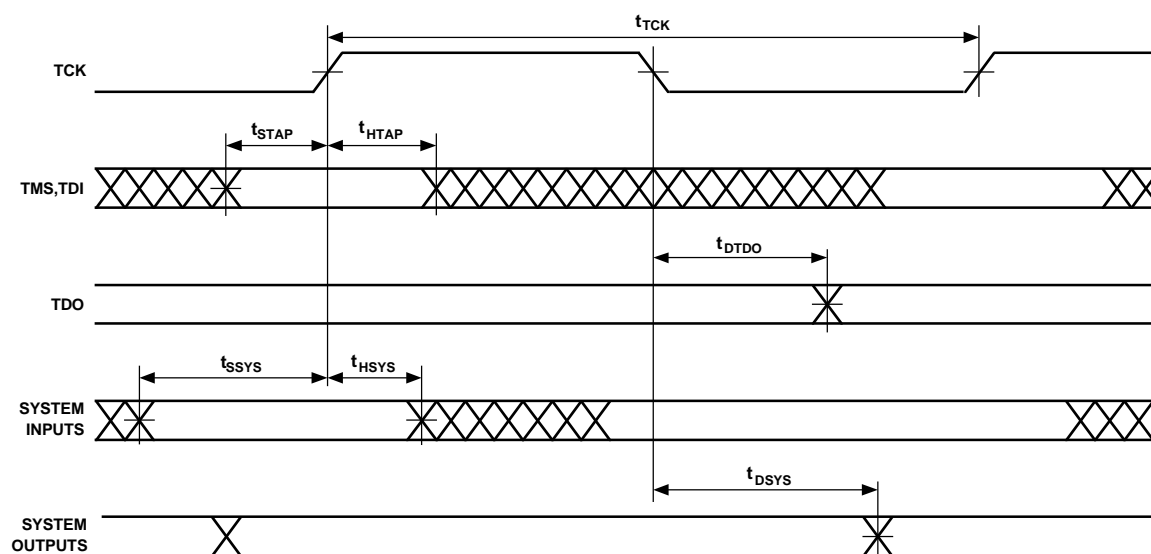 tTCK
TCK
tSTAP
tHTAP
TMS,TDI
tDTDO
TDO
tSSYS
tHSYS
SYSTEM
INPUTS
tDSYS
SYSTEM
OUTPUTS